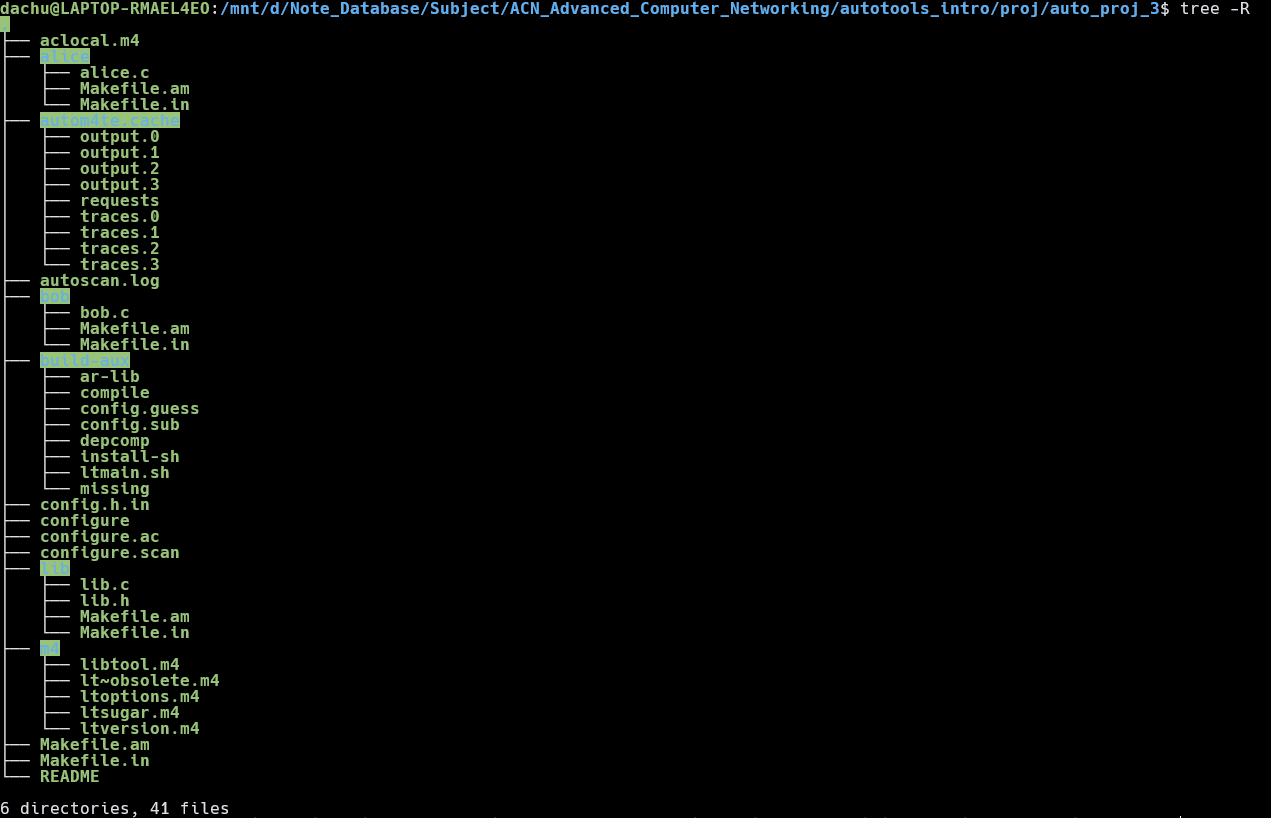 dachu@LAPTOP-RMAEL4EO:/mnt/d/Note_Database/Subject/ACN_Advanced_Computer_Networking/autotools_intro/proj/auto_proj_3$ tree -R
.
├── aclocal.m4
├── alice
│   ├── alice.c
│   ├── Makefile.am
│   └── Makefile.in
├── autom4te.cache
│   ├── output.0
│   ├── output.1
│   ├── output.2
│   ├── output.3
│   ├── requests
│   ├── traces.0
│   ├── traces.1
│   ├── traces.2
│   └── traces.3
├── autoscan.log
├── bob
│   ├── bob.c
│   ├── Makefile.am
│   └── Makefile.in
├── build-aux
│   ├── ar-lib
│   ├── compile
│   ├── config.guess
│   ├── config.sub
│   ├── depcomp
│   ├── install-sh
│   ├── ltmain.sh
│   └── missing
├── config.h.in
├── configure
├── configure.ac
├── configure.scan
├── lib
│   ├── lib.c
│   ├── lib.h
│   ├── Makefile.am
│   └── Makefile.in
├── m4
│   ├── libtool.m4
│   ├── lt~obsolete.m4
│   ├── ltoptions.m4
│   ├── ltsugar.m4
│   └── ltversion.m4
├── Makefile.am
├── Makefile.in
└── README
6 directories, 41 files